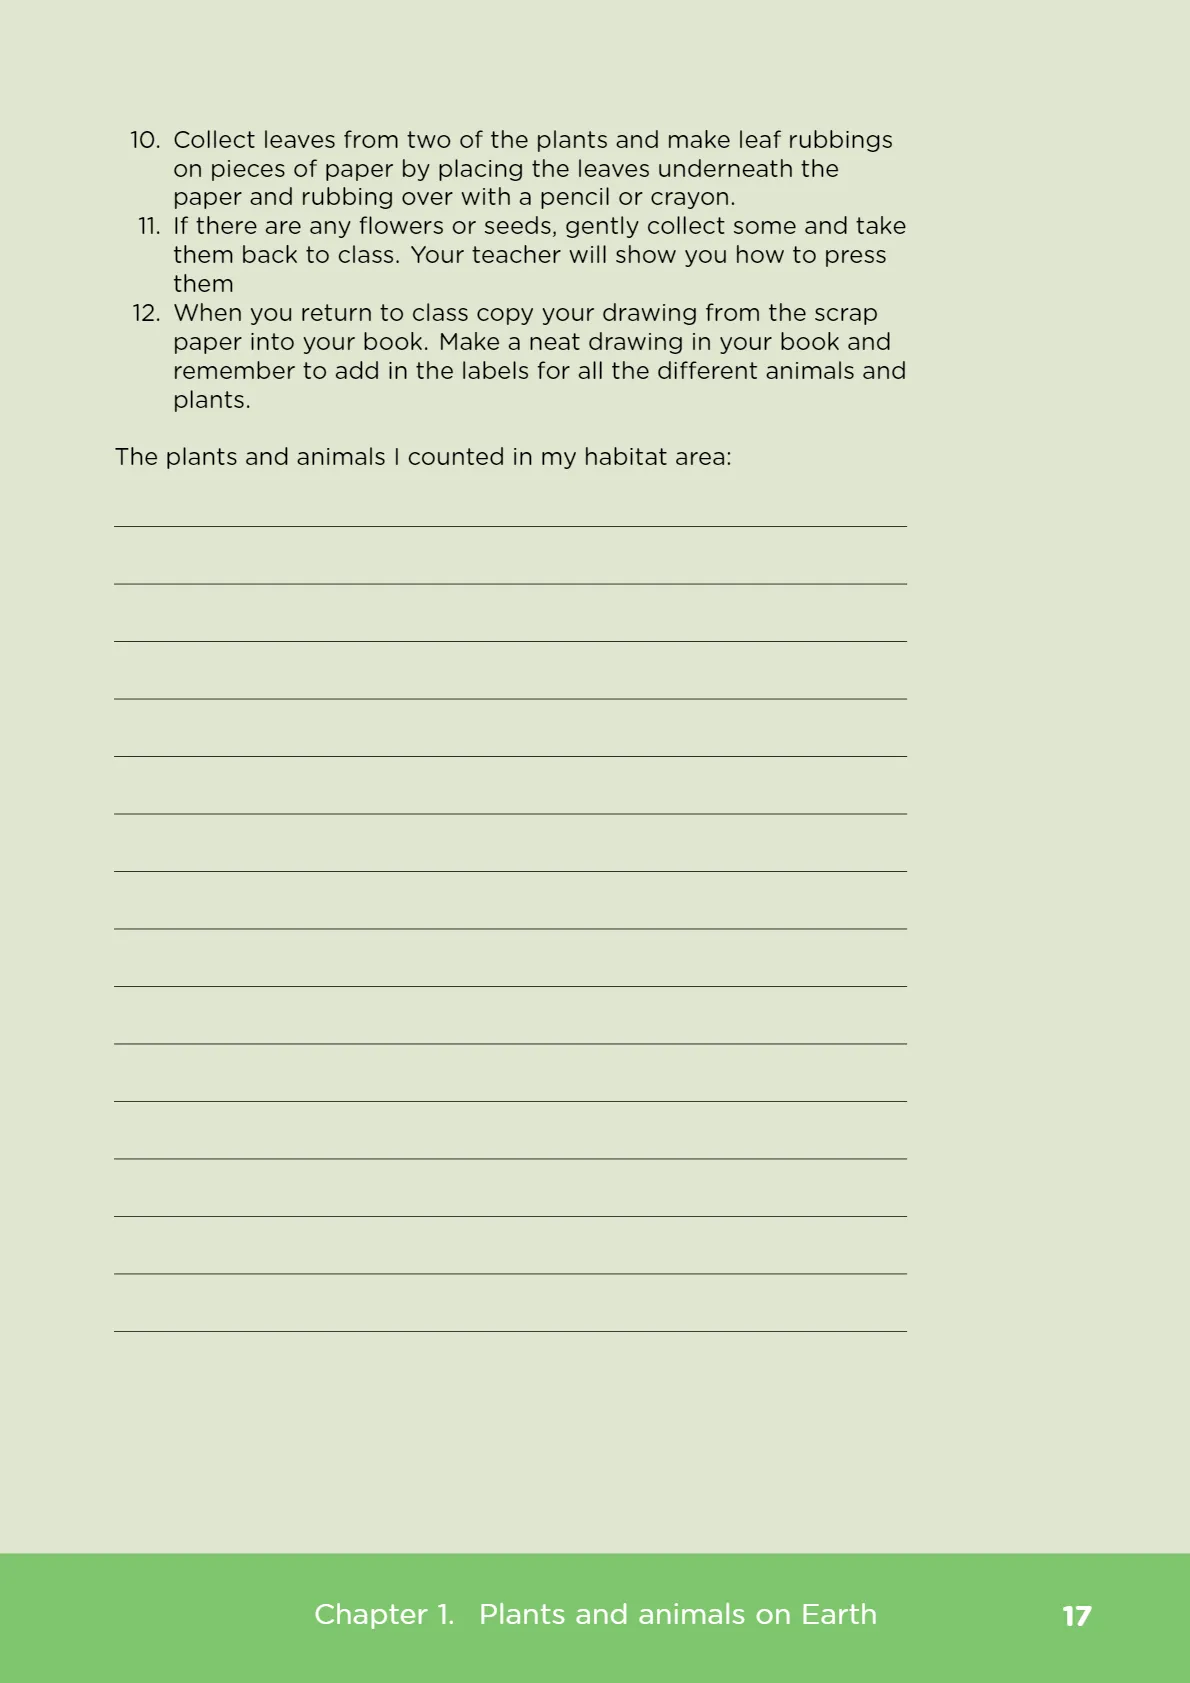 10. Collect leaves from two of the plants and make leaf rubbings
on pieces of paper by placing the leaves underneath the
paper and rubbing over with a pencil or crayon.
11. If there are any flowers or seeds, gently collect some and take
them back to class. Your teacher will show you how to press
them
12. When you return to class copy your drawing from the scrap
paper into your book. Make a neat drawing in your book and
remember to add in the labels for all the different animals and
plants.
The plants and animals I counted in my habitat area:
Chapter 1. Plants and animals on Earth 17